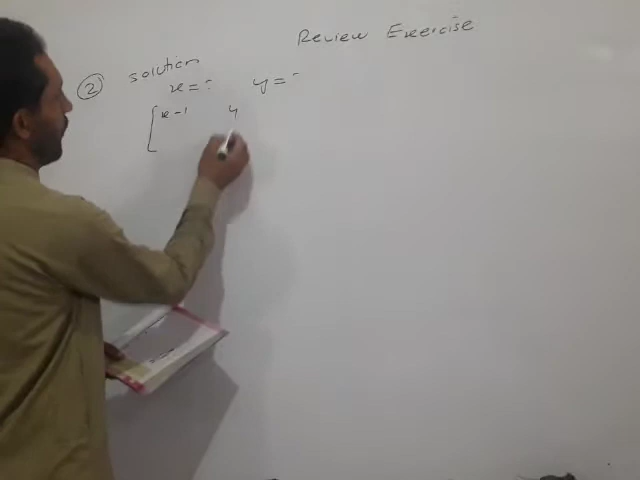 Review Exercise
② solution
x = ? y = ?
[ x - 1 4